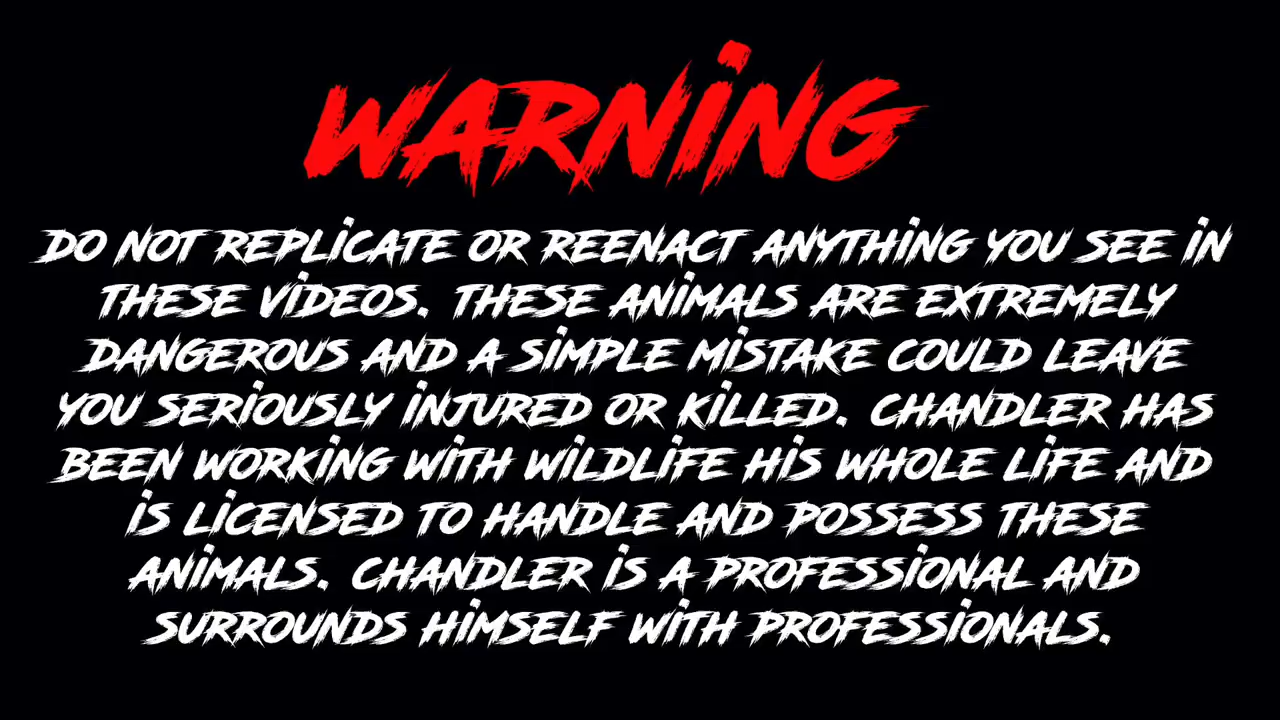 WARNING
DO NOT REPLICATE OR REENACT ANYTHING YOU SEE IN
THESE VIDEOS. THESE ANIMALS ARE EXTREMELY
DANGEROUS AND A SIMPLE MISTAKE COULD LEAVE
YOU SERIOUSLY INJURED OR KILLED. CHANDLER HAS
BEEN WORKING WITH WILDLIFE HIS WHOLE LIFE AND
IS LICENSED TO HANDLE AND POSSESS THESE
ANIMALS. CHANDLER IS A PROFESSIONAL AND
SURROUNDS HIMSELF WITH PROFESSIONALS.